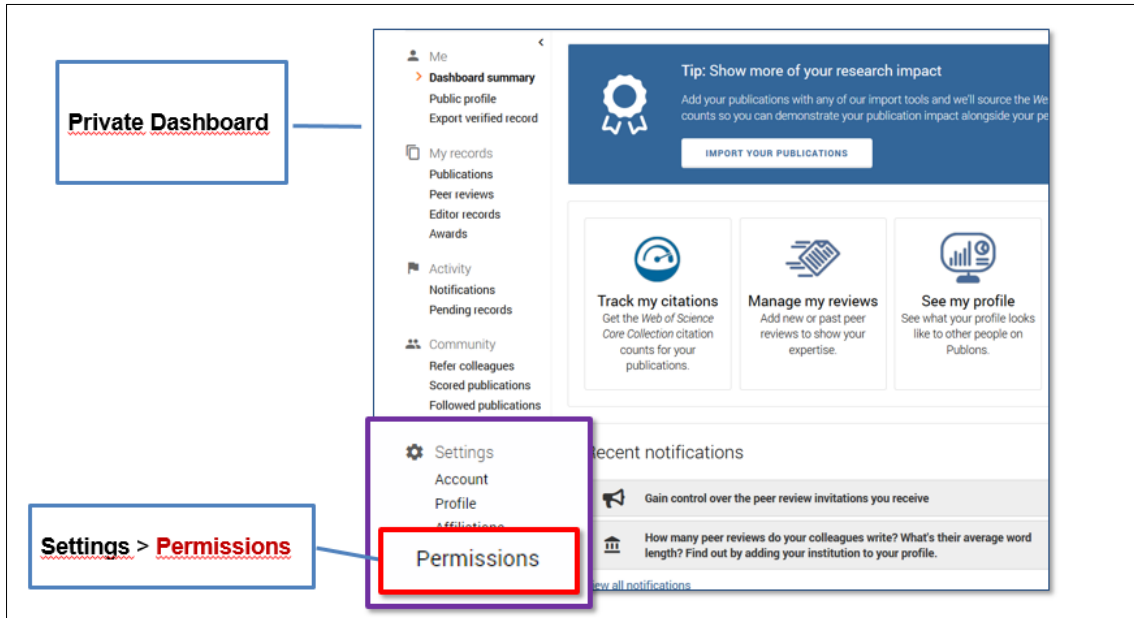 Private Dashboard
Me
Dashboard summary
Public profile
Export verified record
My records
Publications
Peer reviews
Editor records
Awards
Activity
Notifications
Pending records
Community
Refer colleagues
Scored publications
Followed publications
Settings
Account
Profile
Affiliations
Permissions
Settings > Permissions
Tip: Show more of your research impact
Add your publications with any of our import tools and we'll source the We
counts so you can demonstrate your publication impact alongside your pe
IMPORT YOUR PUBLICATIONS
Track my citations
Get the Web of Science
Core Collection citation
counts for your
publications.
Manage my reviews
Add new or past peer
reviews to show your
expertise.
See my profile
See what your profile looks
like to other people on
Publons.
ecent notifications
Gain control over the peer review invitations you receive
How many peer reviews do your colleagues write? What's their average word
length? Find out by adding your institution to your profile.
ew all notifications